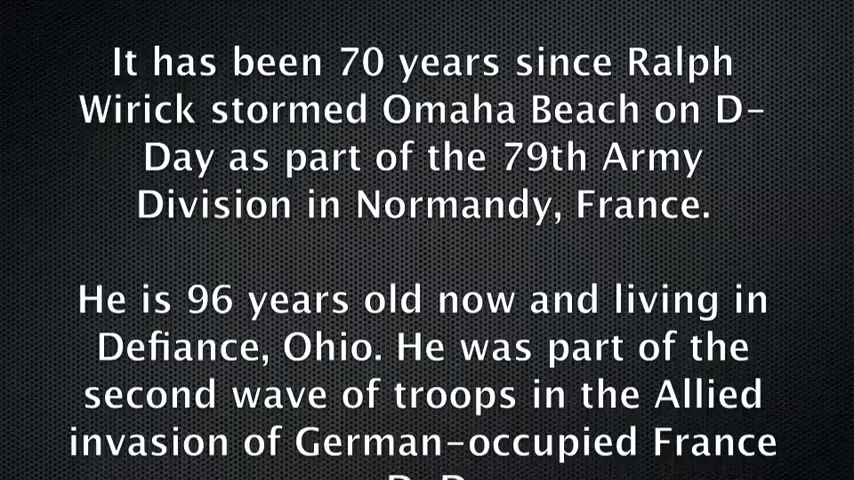 It has been 70 years since Ralph
Wirick stormed Omaha Beach on D-
Day as part of the 79th Army
Division in Normandy, France.
He is 96 years old now and living in
Defiance, Ohio. He was part of the
second wave of troops in the Allied
invasion of German-occupied France